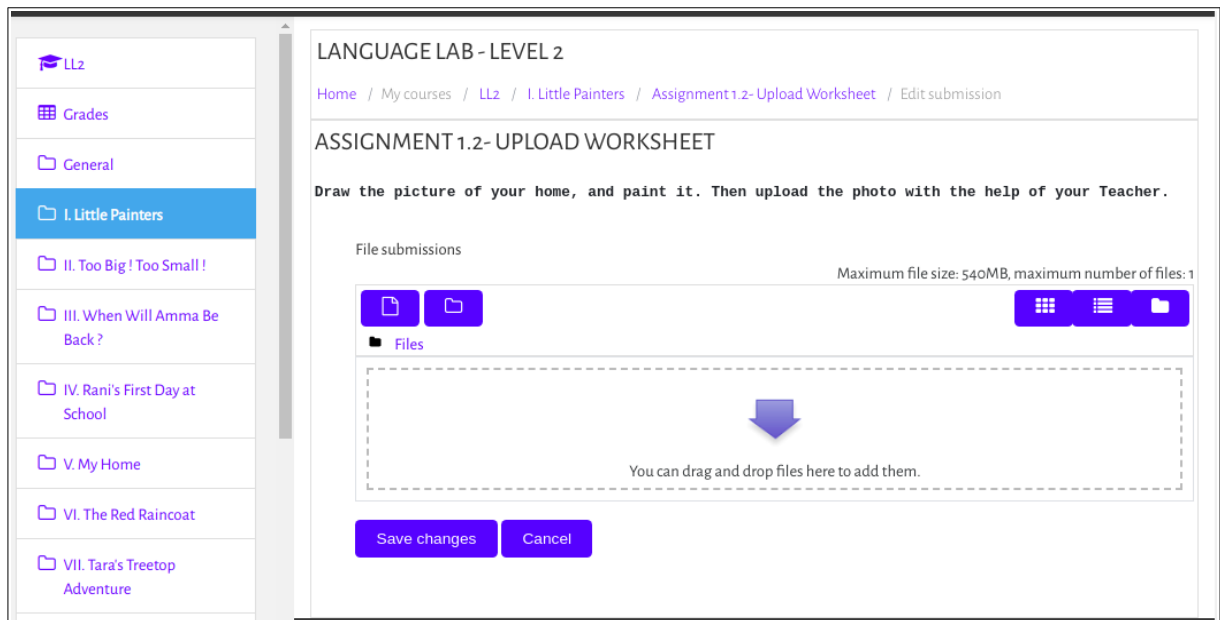 LL2
Grades
General
I. Little Painters
II. Too Big ! Too Small !
III. When Will Amma Be
Back ?
IV. Rani's First Day at
School
V. My Home
VI. The Red Raincoat
VII. Tara's Treetop
Adventure
LANGUAGE LAB - LEVEL 2
Home / My courses / LL2 / I. Little Painters / Assignment 1.2- Upload Worksheet / Edit submission
ASSIGNMENT 1.2- UPLOAD WORKSHEET
Draw the picture of your home, and paint it. Then upload the photo with the help of your Teacher.
File submissions
Maximum file size: 540MB, maximum number of files: 1
Files
You can drag and drop files here to add them.
Save changes Cancel